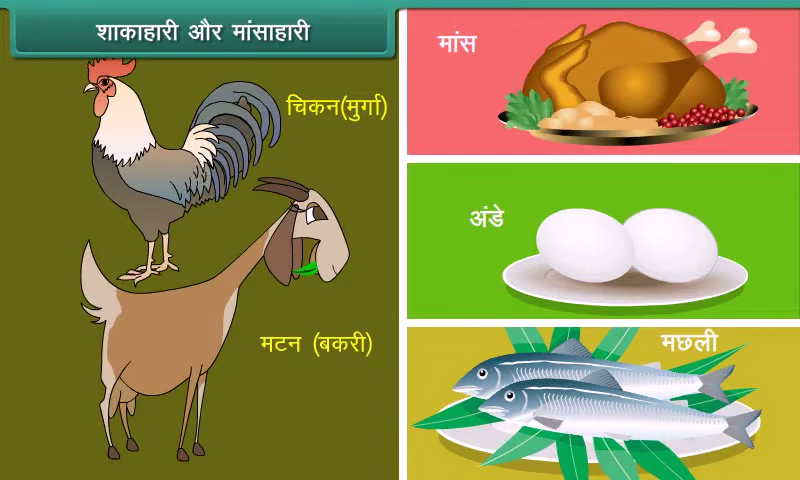 शाकाहारी और मांसाहारी
चिकन(मुर्गा)
मटन (बकरी)
मांस
अंडे
मछली